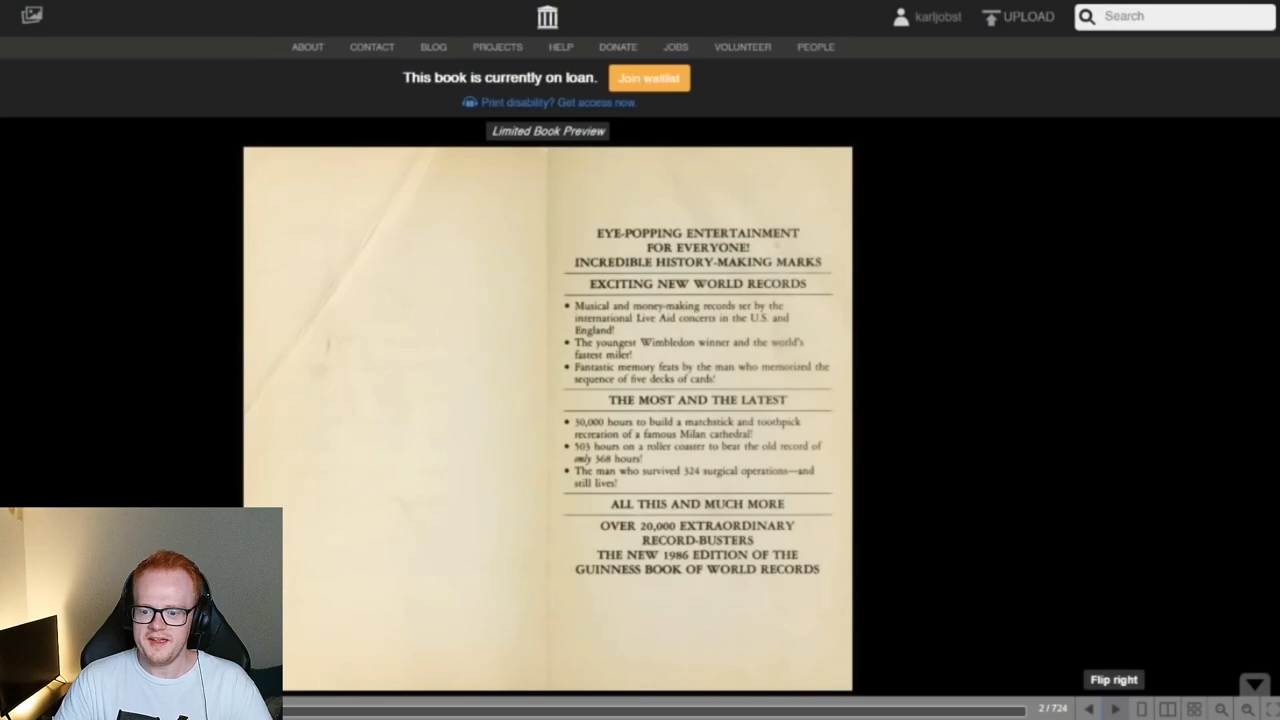 karljobst
UPLOAD
Search
ABOUT CONTACT BLOG PROJECTS HELP DONATE JOBS VOLUNTEER PEOPLE
This book is currently on loan. Join waitlist
Print disability? Get access now.
Limited Book Preview
EYE-POPPING ENTERTAINMENT
FOR EVERYONE!
INCREDIBLE HISTORY-MAKING MARKS
EXCITING NEW WORLD RECORDS
• Musical and money-making records set by the
international Live Aid concerts in the U.S. and
England!
• The youngest Wimbledon winner and the world's
fastest miler!
• Fantastic memory feats by the man who memorized the
sequence of five decks of cards!
THE MOST AND THE LATEST
• 30,000 hours to build a matchstick and toothpick
recreation of a famous Milan cathedral!
• 503 hours on a roller coaster to beat the old record of
only 368 hours!
• The man who survived 324 surgical operations—and
still lives!
ALL THIS AND MUCH MORE
OVER 20,000 EXTRAORDINARY
RECORD-BUSTERS
THE NEW 1986 EDITION OF THE
GUINNESS BOOK OF WORLD RECORDS
Flip right
2 / 724